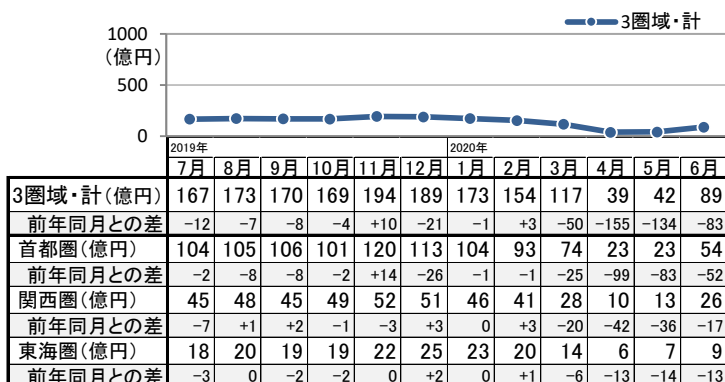 3圏域・計
1000
(億円)
500
0
2019年 2020年
7月 8月 9月 10月 11月 12月 1月 2月 3月 4月 5月 6月
3圏域・計(億円) 167 173 170 169 194 189 173 154 117 39 42 89
前年同月との差 −12 −7 −8 −4 +10 −21 −1 +3 −50 −155 −134 −83
首都圏(億円) 104 105 106 101 120 113 104 93 74 23 23 54
前年同月との差 −2 −8 −8 −2 +14 −26 −1 −1 −25 −99 −83 −52
関西圏(億円) 45 48 45 49 52 51 46 41 28 10 13 26
前年同月との差 −7 +1 +2 −1 −3 +3 0 +3 −20 −42 −36 −17
東海圏(億円) 18 20 19 19 22 25 23 20 14 6 7 9
前年同月との差 −3 0 −2 −2 0 +2 0 +1 −6 −13 −14 −13